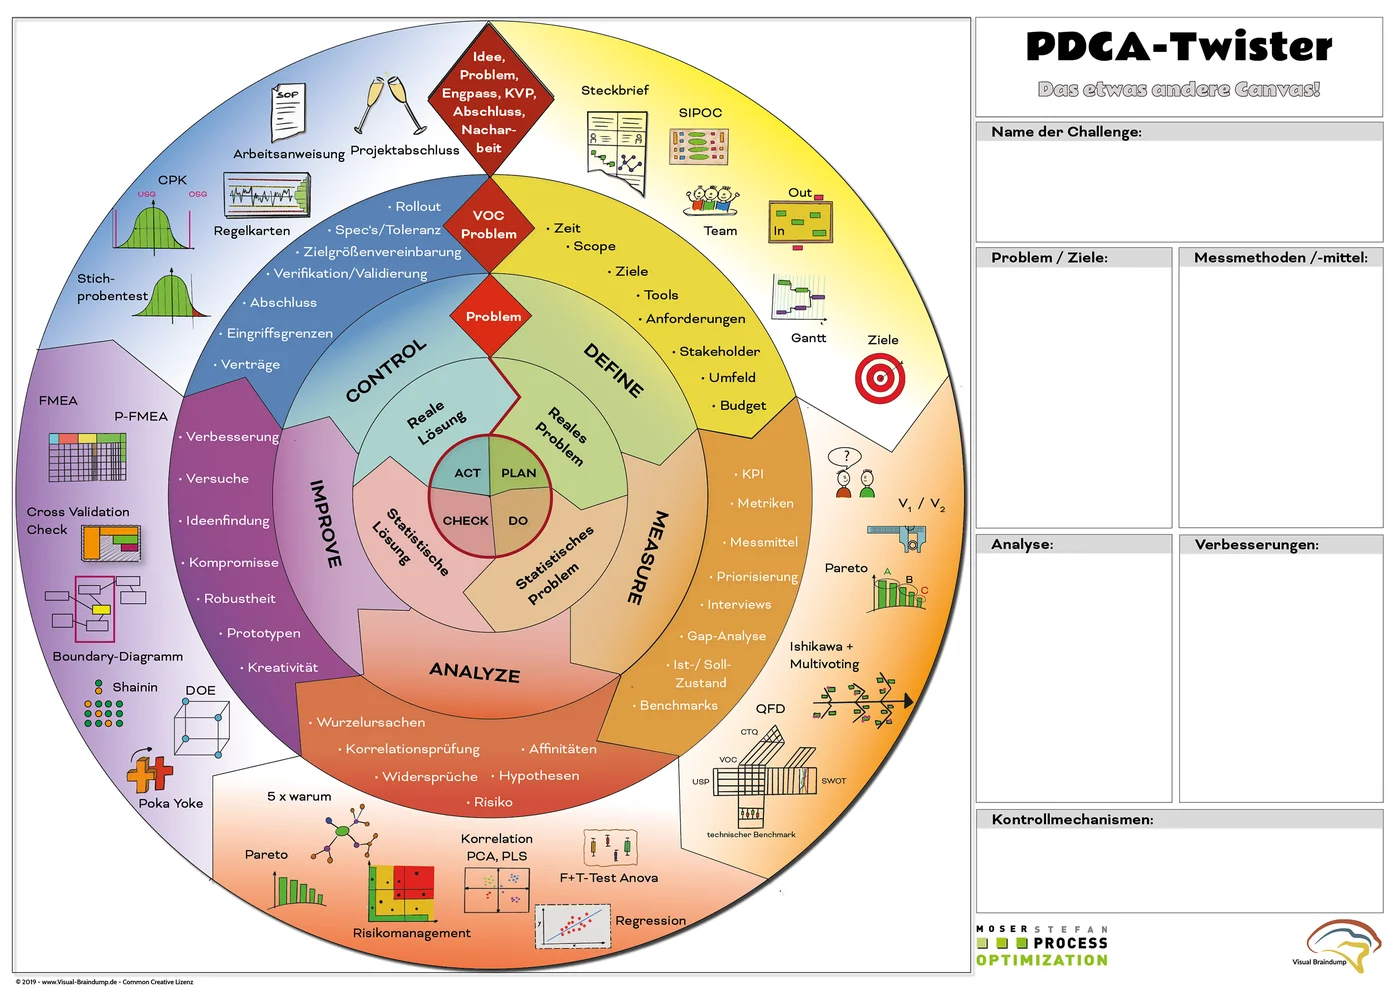 PDCA-Twister
Das etwas andere Canvas!
Name der Challenge:
Problem / Ziele:
Messmethoden /-mittel:
Analyse:
Verbesserungen:
Kontrollmechanismen:
MOSER STEFAN
PROCESS
OPTIMIZATION
Visual Braindump
Idee,
Problem,
Engpass, KVP,
Abschluss,
Nachar-
beit
VOC
Problem
Problem
Steckbrief
SIPOC
Team
Out
In
Gantt
Ziele
• Zeit
• Scope
• Ziele
• Tools
• Anforderungen
• Stakeholder
• Umfeld
• Budget
DEFINE
Reales
Problem
PLAN
?
V1 / V2
Pareto
A
B
C
Ishikawa +
Multivoting
QFD
CTQ
VOC
USP
SWOT
technischer Benchmark
• KPI
• Metriken
• Messmittel
• Priorisierung
• Interviews
• Gap-Analyse
• Ist-/ Soll-
Zustand
• Benchmarks
MEASURE
Statistisches
Problem
DO
• Wurzelursachen
• Korrelationsprüfung
• Affinitäten
• Widersprüche
• Hypothesen
• Risiko
ANALYZE
5 x warum
Pareto
Risikomanagement
Korrelation
PCA, PLS
F+T-Test Anova
y
x
Regression
CHECK
Statistische
Lösung
IMPROVE
• Verbesserung
• Versuche
• Ideenfindung
• Kompromisse
• Robustheit
• Prototypen
• Kreativität
FMEA
P-FMEA
Cross Validation
Check
Boundary-Diagramm
Shainin
DOE
Poka Yoke
ACT
Reale
Lösung
CONTROL
• Rollout
• Spec's/Toleranz
• Zielgrößenvereinbarung
• Verifikation/Validierung
• Abschluss
• Eingriffsgrenzen
• Verträge
SOP
Arbeitsanweisung
Projektabschluss
CPK
USG
OSG
Regelkarten
Stich-
probentest
© 2019 - www.Visual-Braindump.de - Common Creative Lizenz